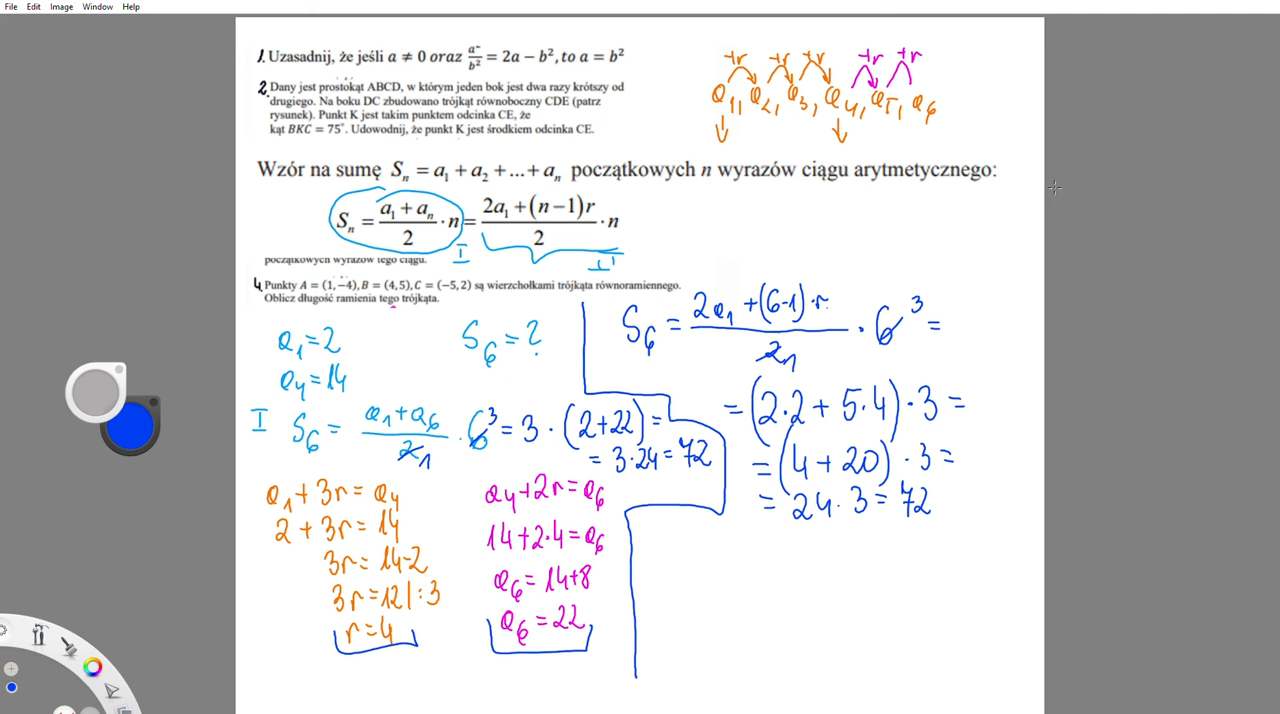 File Edit Image Window Help
1. Uzasadnij, że jeśli a ≠ 0 oraz a²/b² = 2a − b², to a = b²
2. Dany jest prostokąt ABCD, w którym jeden bok jest dwa razy krótszy od
drugiego. Na boku DC zbudowano trójkąt równoboczny CDE (patrz
rysunek). Punkt K jest takim punktem odcinka CE, że
kąt BKC = 75°. Udowodnij, że punkt K jest środkiem odcinka CE.
+r +r +r +r +r
a₁, a₂, a₃, a₄, a₅, a₆
Wzór na sumę Sₙ = a₁ + a₂ + ... + aₙ początkowych n wyrazów ciągu arytmetycznego:
Sₙ = (a₁ + aₙ)/2 · n = (2a₁ + (n−1)r)/2 · n
I II
początkowych wyrazów tego ciągu.
4. Punkty A = (1, −4), B = (4, 5), C = (−5, 2) są wierzchołkami trójkąta równoramiennego.
Oblicz długość ramienia tego trójkąta.
a₁ = 2
a₄ = 14
S₆ = ?
I S₆ = (a₁ + a₆)/2 1 · 6 3 = 3 · (2+22) =
= 3·24 = 72
a₁ + 3r = a₄
2 + 3r = 14
3r = 14−2
3r = 12 |:3
r = 4
a₄ + 2r = a₆
14 + 2·4 = a₆
a₆ = 14+8
a₆ = 22
S₆ = (2a₁ + (6−1)·r)/2 1 · 6 3 =
= (2·2 + 5·4) · 3 =
= (4 + 20) · 3 =
= 24 · 3 = 72